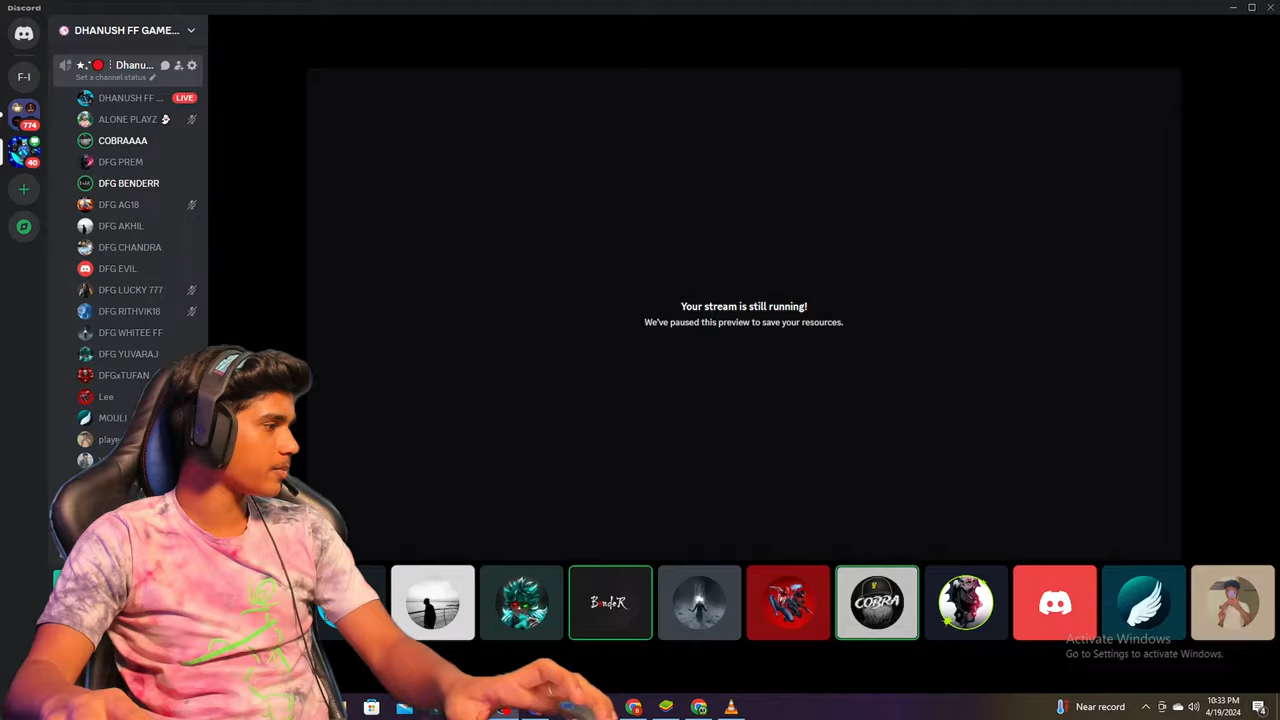 Discord
DHANUSH FF GAME...
Dhanu...
Set a channel status
F-I
DHANUSH FF ... LIVE
774
ALONE PLAYZ
COBRAAAA
40
DFG PREM
DFG BENDERR
DFG AG18
DFG AKHIL
DFG CHANDRA
DFG EVIL
DFG LUCKY 777
DFG RITHVIK18
DFG WHITEE FF
DFG YUVARAJ
DFGxTUFAN
Lee
MOULI
playe
Your stream is still running!
We've paused this preview to save your resources.
BendeR
COBRA
Activate Windows
Go to Settings to activate Windows.
Near record
10:33 PM
4/19/2024